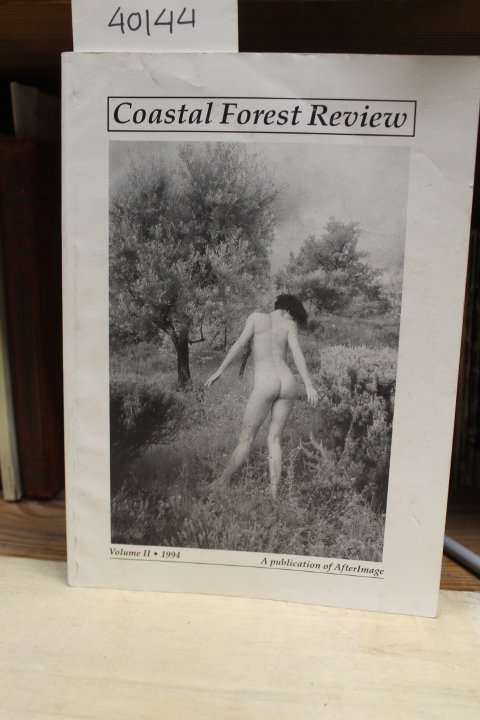 40144
Coastal Forest Review
Volume II • 1994
A publication of AfterImage